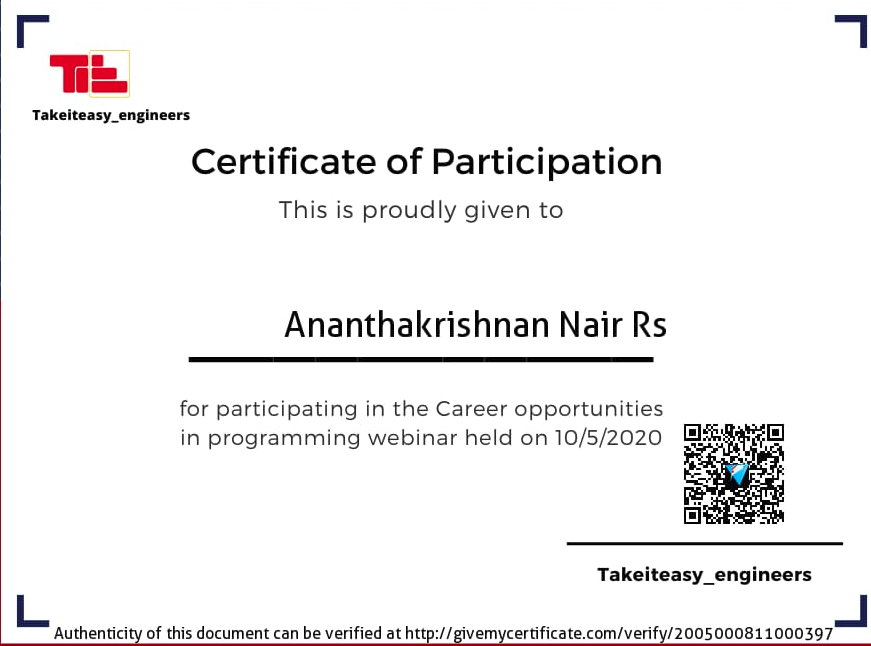 TiE
Takeiteasy_engineers
Certificate of Participation
This is proudly given to
Ananthakrishnan Nair Rs
for participating in the Career opportunities
in programming webinar held on 10/5/2020
Takeiteasy_engineers
Authenticity of this document can be verified at http://givemycertificate.com/verify/2005000811000397